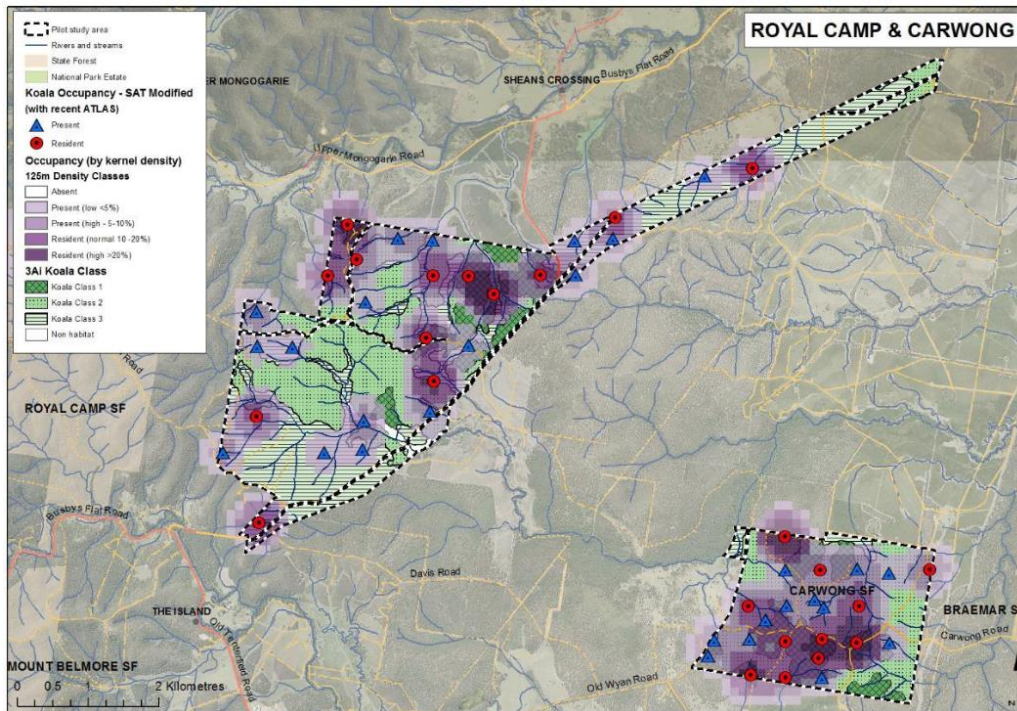 ROYAL CAMP & CARWONG
Pilot study area
Rivers and streams
State Forest
National Park Estate
Koala Occupancy - SAT Modified
(with recent ATLAS)
Present
Resident
Occupancy (by kernel density)
125m Density Classes
Absent
Present (low <5%)
Present (high - 5-10%)
Resident (normal 10 -20%)
Resident (high >20%)
3Ai Koala Class
Koala Class 1
Koala Class 2
Koala Class 3
Non habitat
ER MONGOGARIE
SHEANS CROSSING
Busbys Flat Road
Upper Mongogarie Road
Road
ROYAL CAMP SF
Busbys Flat Road
Davis Road
THE ISLAND
Old Tenterfield Road
MOUNT BELMORE SF
CARWONG SF
BRAEMAR S
Carwong Road
Old Wyan Road
0 0.5 1 2 Kilometres
N